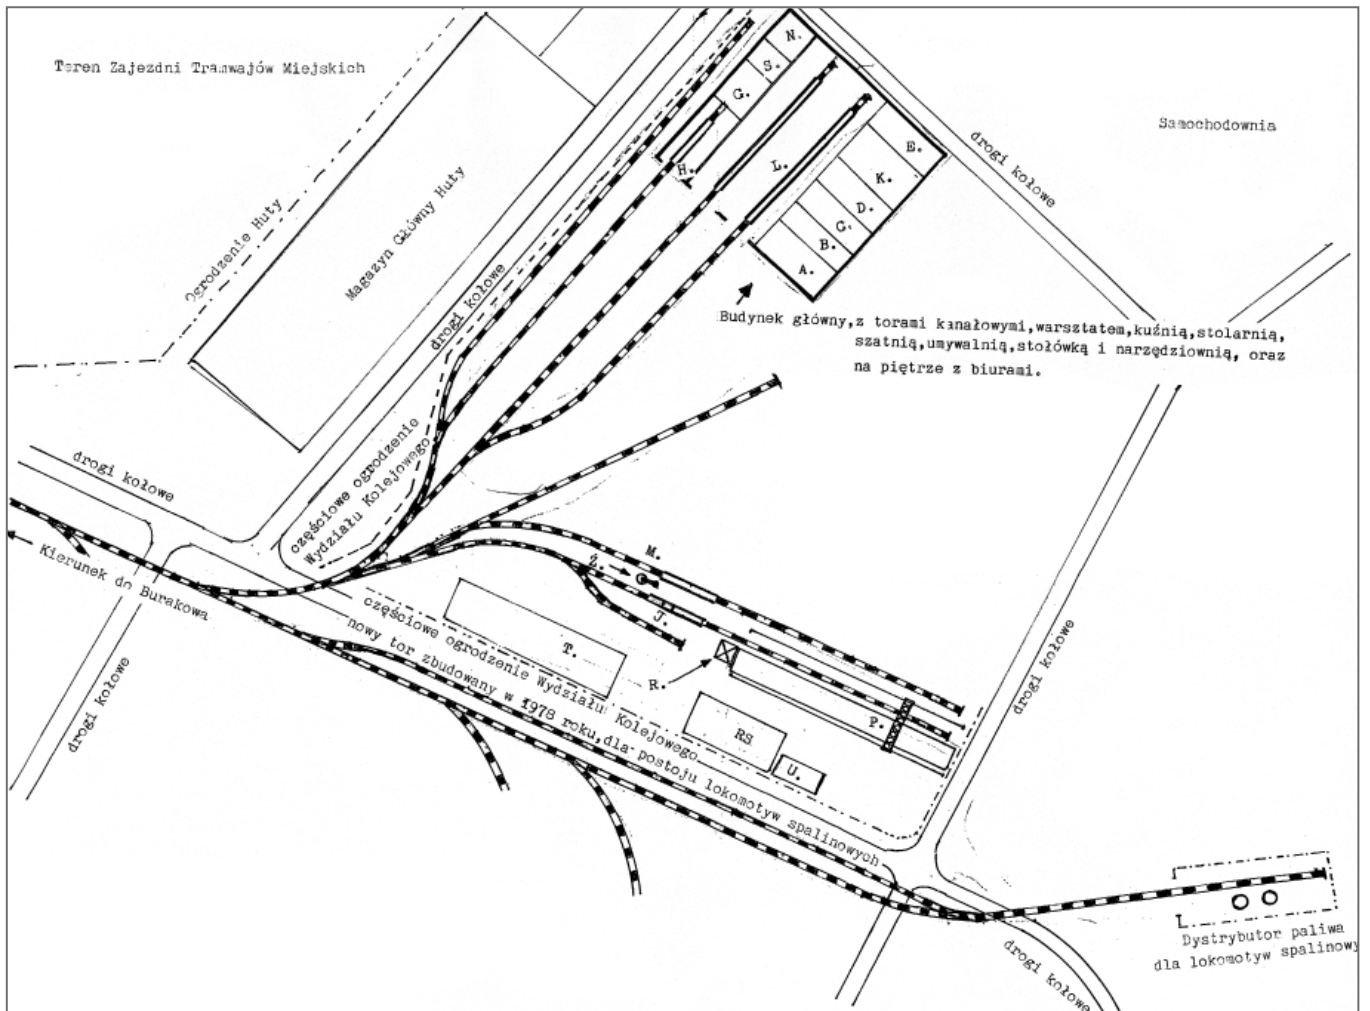 Teren Zajezdni Tramwajów Miejskich
Ogrodzenie Huty
Magazyn Główny Huty
drogi kołowe
N.
S.
G.
H.
L.
E.
K.
D.
G.
B.
A.
drogi kołowe
Samochodownia
Budynek główny,z torami kanałowymi,warsztatem,kuźnią,stolarnią,
szatnią,umywalnią,stołówką i narzędziownią, oraz
na piętrze z biurami.
drogi kołowe
częściowe ogrodzenie
Wydziału Kolejowego
Kierunek do Burakowa
drogi kołowe
częściowe ogrodzenie Wydziału Kolejowego
nowy tor zbudowany w 1978 roku,dla postoju lokomotyw spalinowych
M.
Ż.
J.
T.
R.
RS
U.
P.
drogi kołowe
drogi kołowe
Dystrybutor paliwa
dla lokomotyw spalinowy